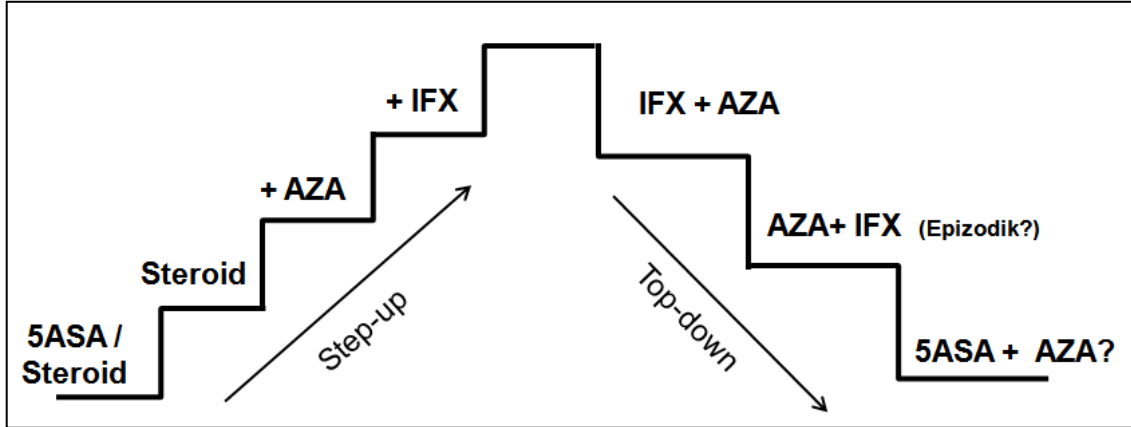 + IFX
IFX + AZA
+ AZA
AZA+ IFX (Epizodik?)
Steroid
Step-up
Top-down
5ASA /
Steroid
5ASA + AZA?